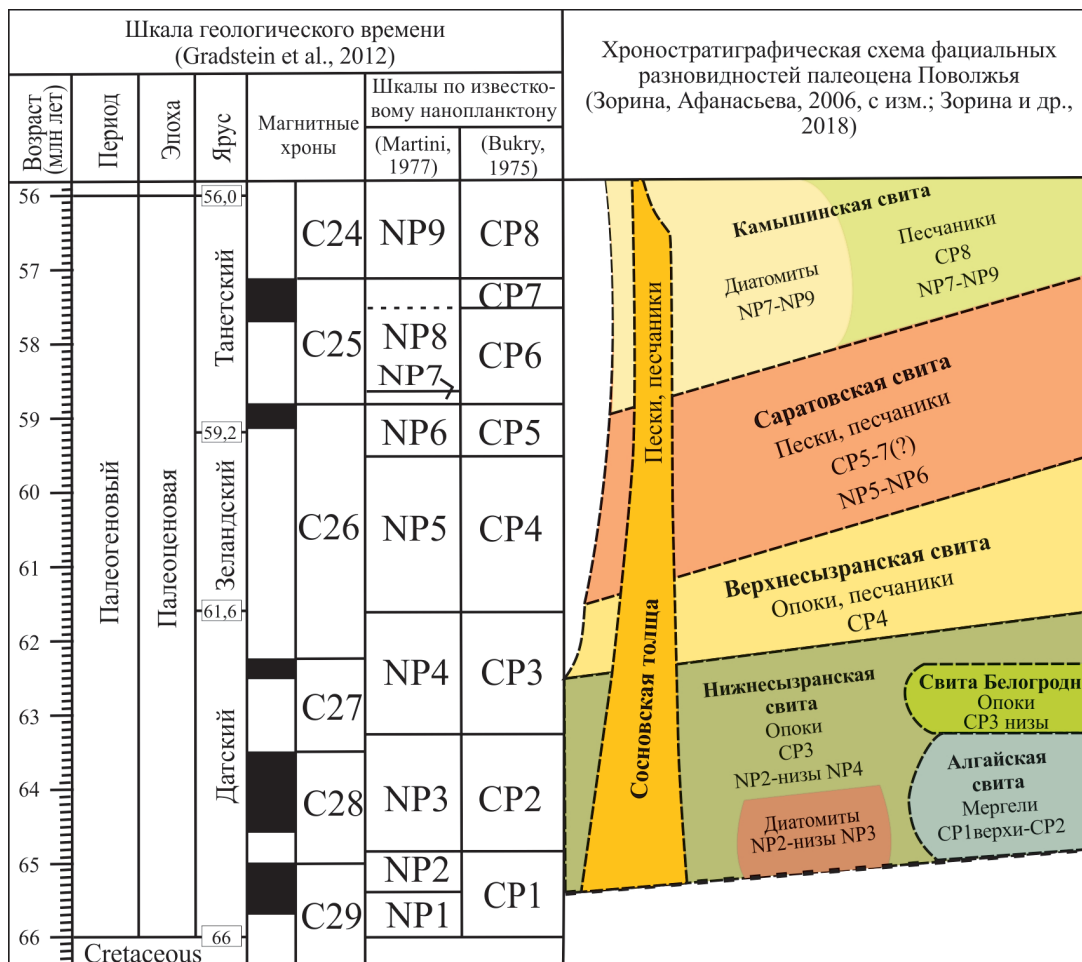 Шкала геологического времени
(Gradstein et al., 2012)
Хроностратиграфическая схема фациальных
разновидностей палеоцена Поволжья
(Зорина, Афанасьева, 2006, с изм.; Зорина и др.,
2018)
Возраст
(млн лет)
Период
Эпоха
Ярус
Магнитные
хроны
Шкалы по известко-
вому нанопланктону
(Martini,
1977)
(Bukry,
1975)
56
57
58
59
60
61
62
63
64
65
66
Палеогеновый
Палеоценовая
56,0
Танетский
59,2
Зеландский
61,6
Датский
66
Cretaceous
C24
C25
C26
C27
C28
C29
NP9
NP8
NP7
NP6
NP5
NP4
NP3
NP2
NP1
CP8
CP7
CP6
CP5
CP4
CP3
CP2
CP1
Сосновская толща
Пески, песчаники
Камышинская свита
Диатомиты
NP7-NP9
Песчаники
CP8
NP7-NP9
Саратовская свита
Пески, песчаники
CP5-7(?)
NP5-NP6
Верхнесызранская свита
Опоки, песчаники
CP4
Нижнесызранская
свита
Опоки
CP3
NP2-низы NP4
Диатомиты
NP2-низы NP3
Свита Белогродн
Опоки
CP3 низы
Алгайская
свита
Мергели
CP1верхи-CP2